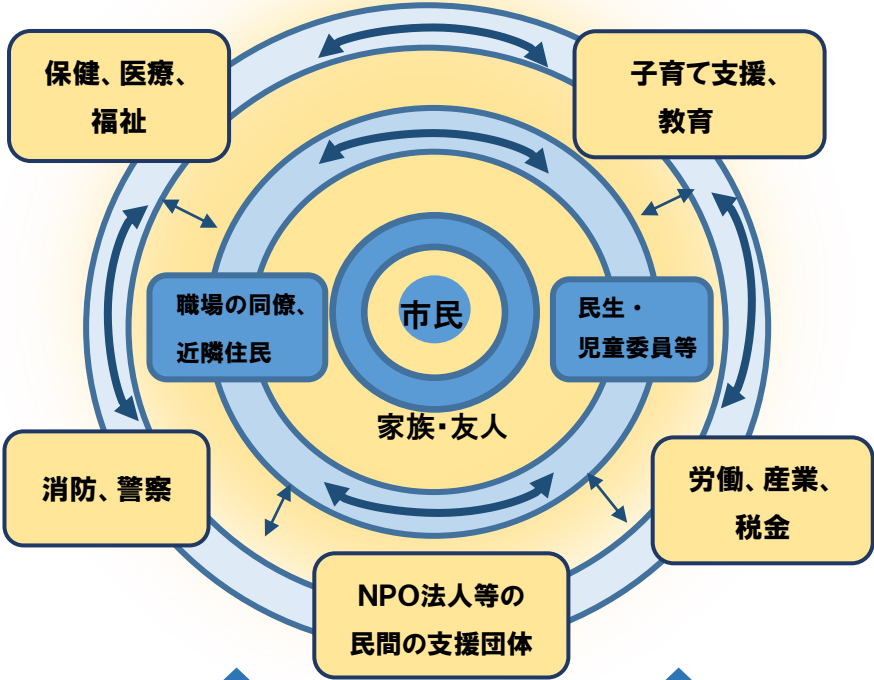 保健、医療、
福祉
子育て支援、
教育
職場の同僚、
近隣住民
市民
民生・
児童委員等
家族・友人
消防、警察
労働、産業、
税金
NPO法人等の
民間の支援団体